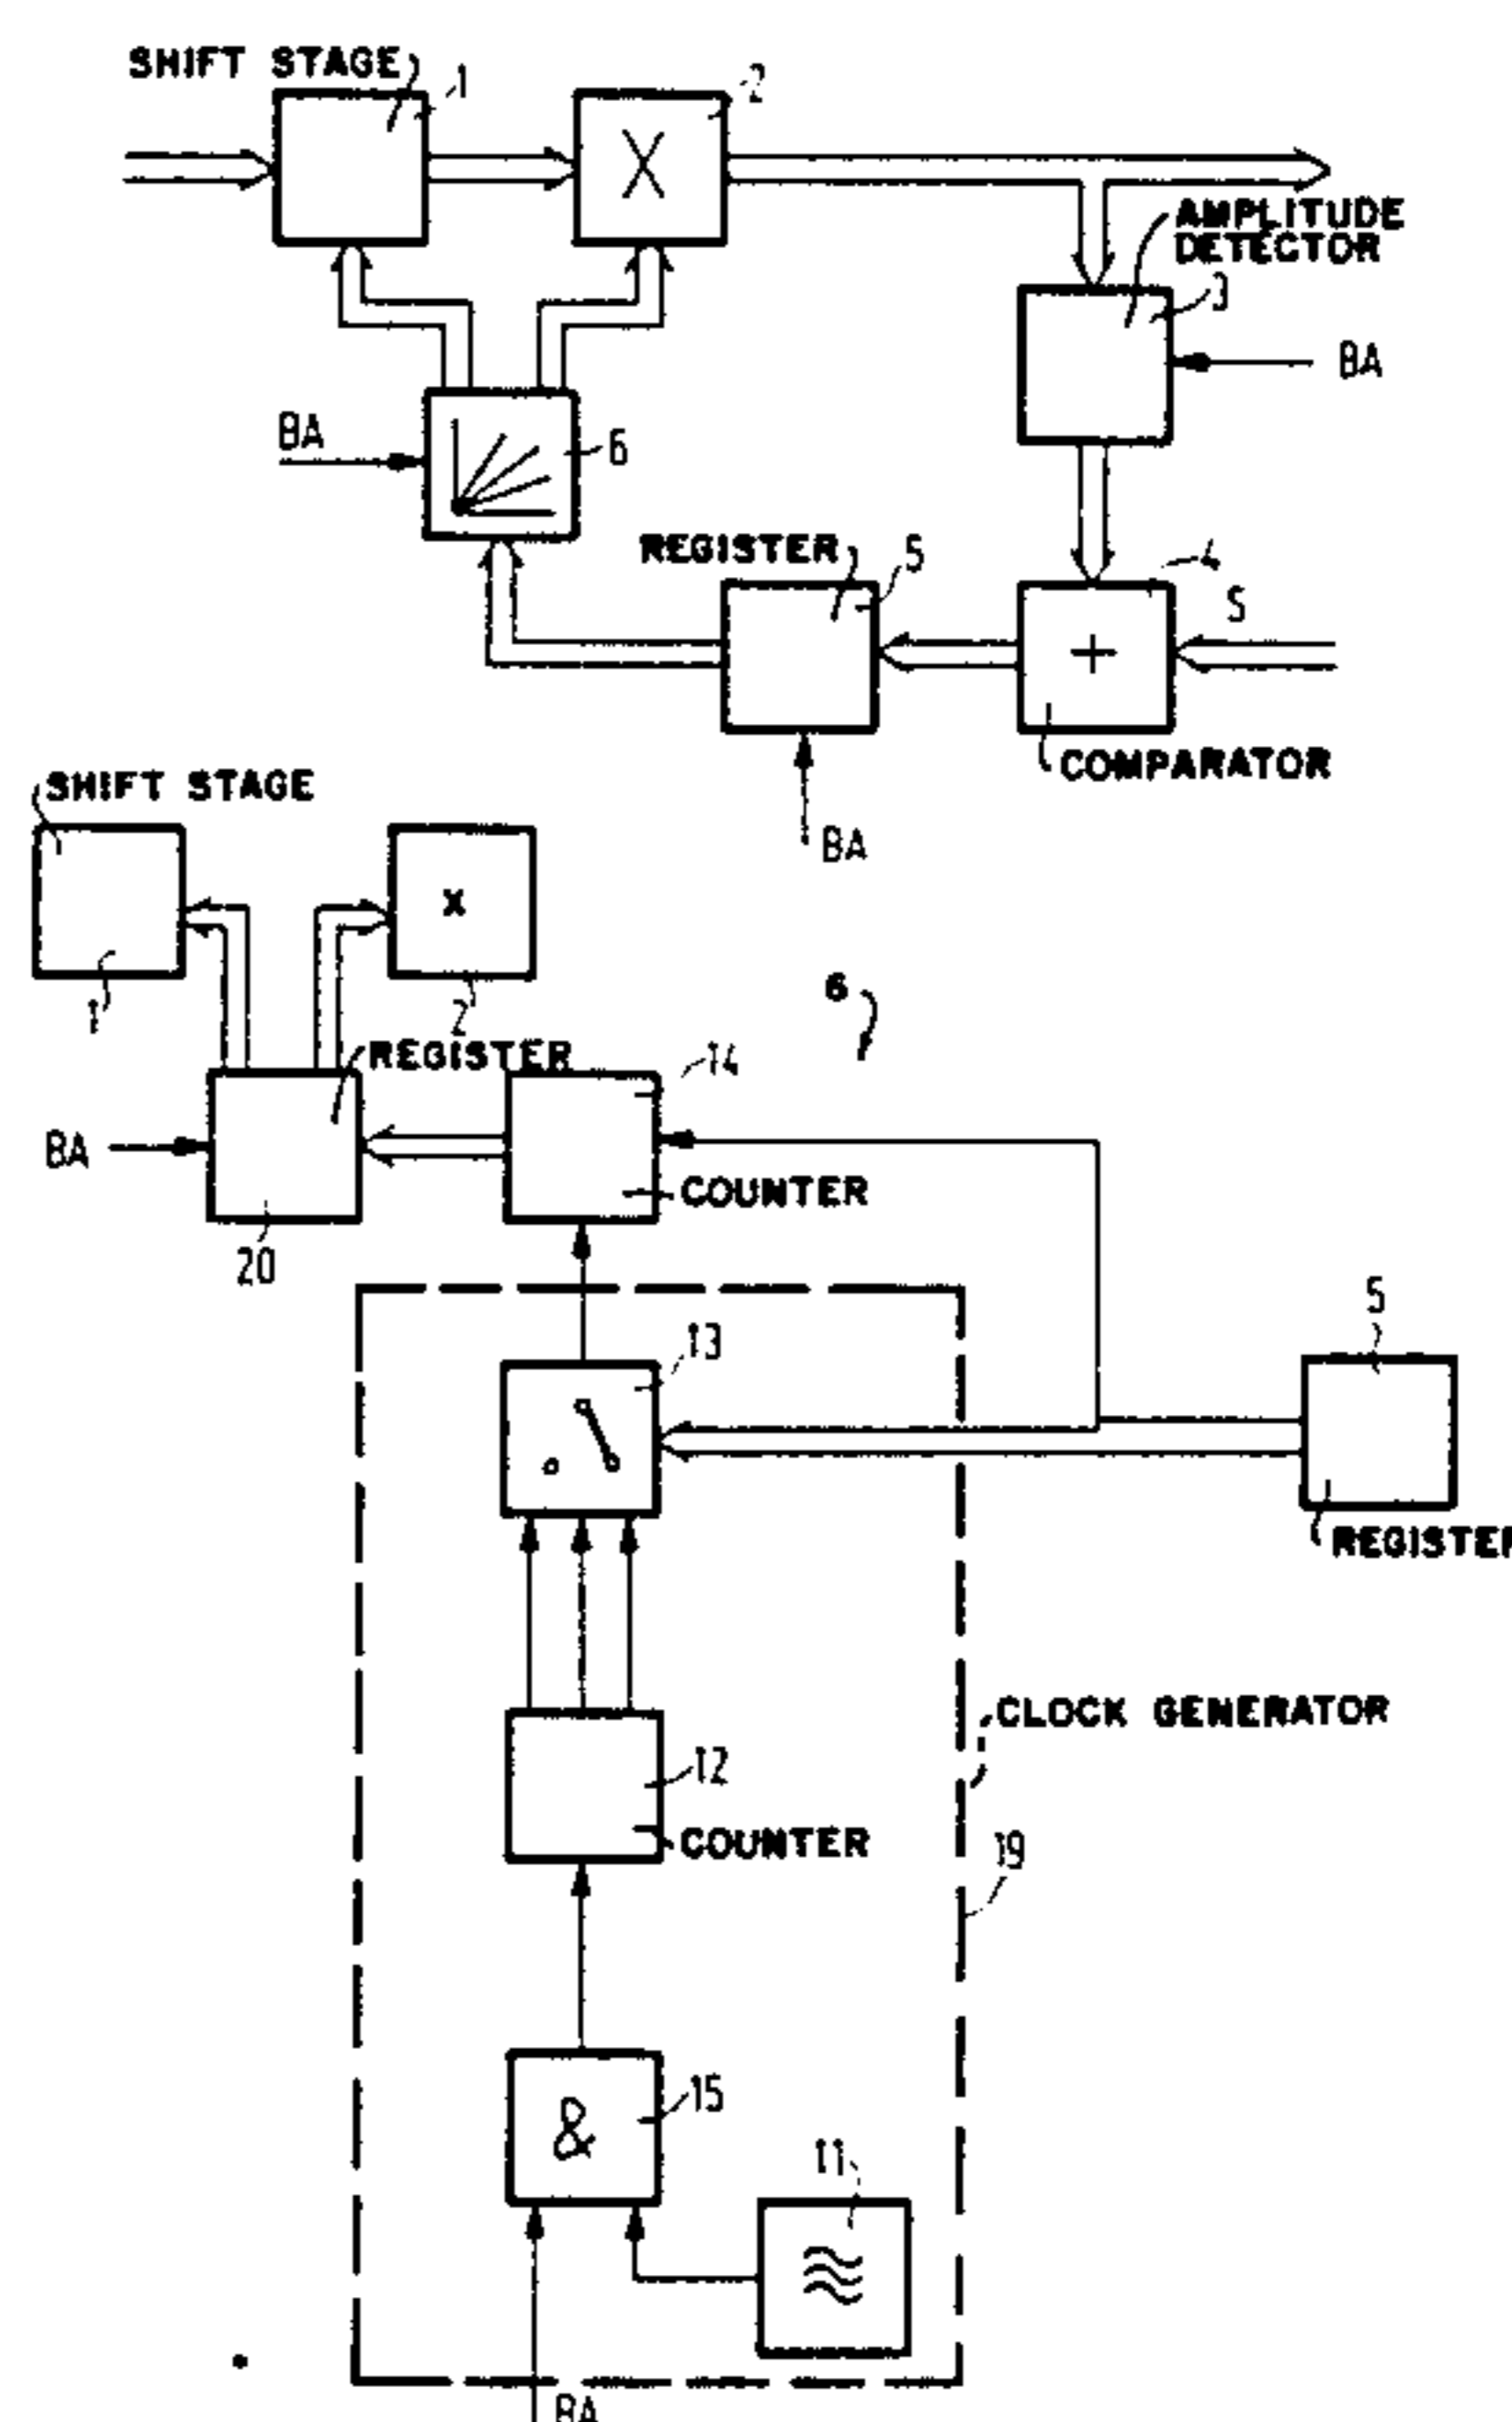 SHIFT STAGE
1
2
X
AMPLITUDE
DETECTOR
3
BA
BA
6
REGISTER
5
4
S
+
COMPARATOR
BA
SHIFT STAGE
x
1
2
6
REGISTER
14
BA
COUNTER
20
13
5
REGISTER
CLOCK GENERATOR
12
COUNTER
19
15
&
11
BA